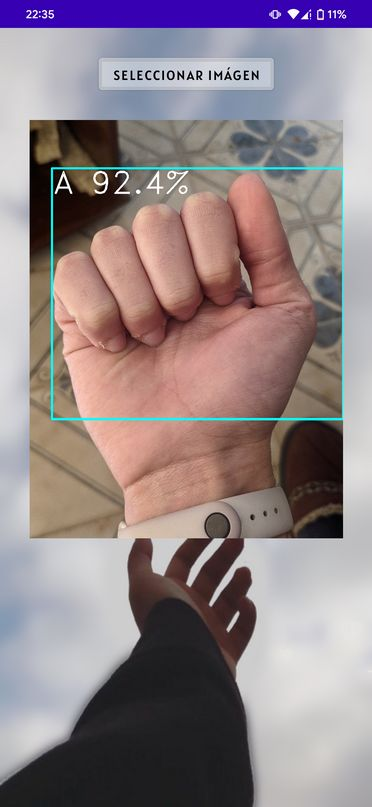 22:35
11%
SELECCIONAR IMÁGEN
A 92.4%